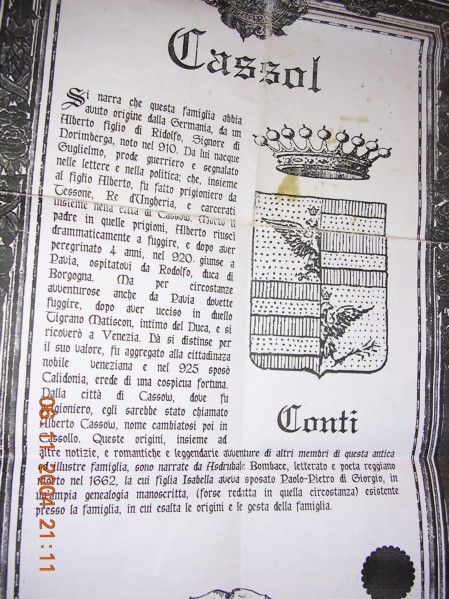 Cassol
Si narra che questa famiglia abbia
avuto origine dalla Germania, da un
Alberto figlio di Ridolfo, Signore di
Norimberga, noto nel 910. Da lui nacque
Guglielmo, prode guerriero e segnalato
nelle lettere e nella politica; che, insieme
al figlio Alberto, fu fatto prigioniero da
Tessone, Re d'Ungheria, e carcerati
insieme nella città di Cassow. Morto il
padre in quelle prigioni, Alberto riuscì
drammaticamente a fuggire, e dopo aver
peregrinato 4 anni, nel 920 giunse a
Pavia, ospitatovi da Rodolfo, duca di
Borgogna. Ma per circostanze
avventurose anche da Pavia dovette
fuggire, dopo aver ucciso in duello
Tigrano Matiscon, intimo del Duca, e si
ricoverò a Venezia. Dà si distinse per
il suo valore, fu aggregato alla cittadinaza
nobile veneziana e nel 925 sposò
Calidonia, erede di una cospicua fortuna.
Dalla città di Cassow, dove fu
prigioniero, egli sarebbe stato chiamato
Alberto Cassow, nome cambiatosi poi in
Cassollo. Queste origini, insieme ad
altre notizie, e romantiche e leggendarie avventure di altri membri di questa antica
illustre famiglia, sono narrate da Asdrubale Bombace, letterato e poeta reggiano
morto nel 1662, la cui figlia Isabella aveva sposato Paolo-Pietro di Giorgio, in
un'ampia genealogia manoscritta, (forse redatta in quella circostanza) esistente
presso la famiglia, in cui esalta le origini e le gesta della famiglia.
Conti
06.11.2004 21:11